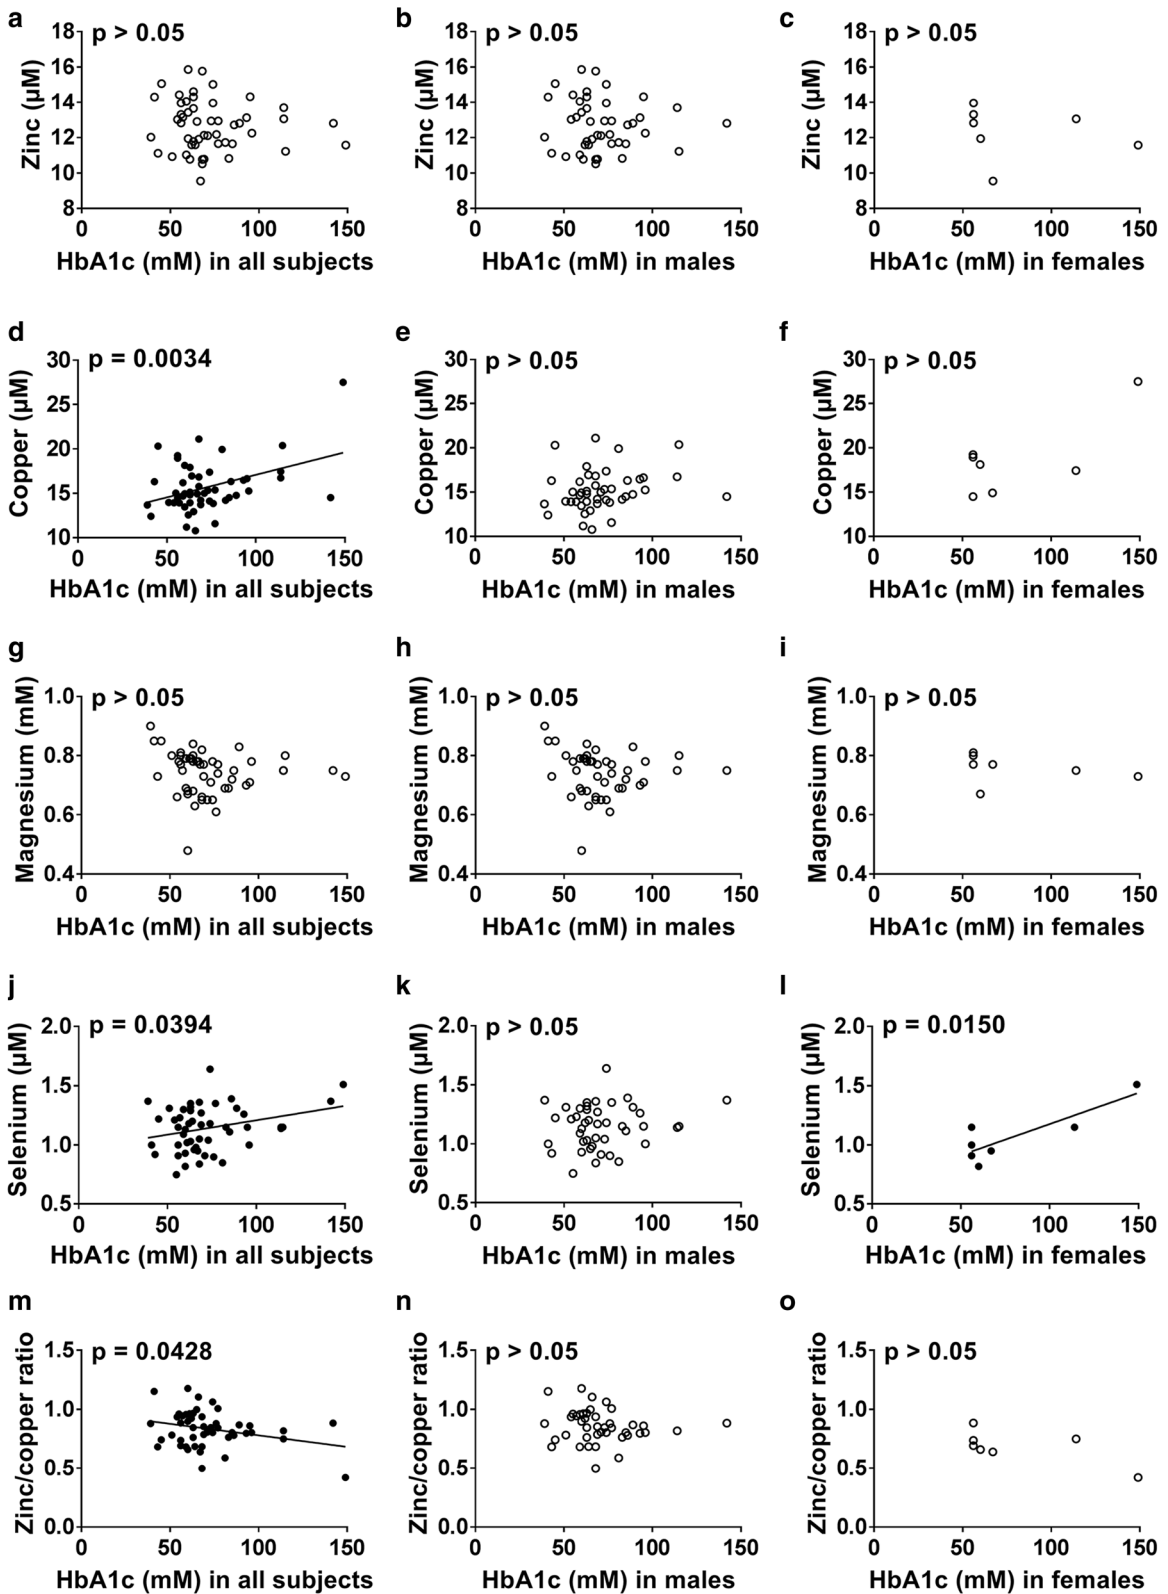 a
p > 0.05
Zinc (µM)
18
16
14
12
10
8
0 50 100 150
HbA1c (mM) in all subjects
b
p > 0.05
Zinc (µM)
18
16
14
12
10
8
0 50 100 150
HbA1c (mM) in males
c
p > 0.05
Zinc (µM)
18
16
14
12
10
8
0 50 100 150
HbA1c (mM) in females
d
p = 0.0034
Copper (µM)
30
25
20
15
10
0 50 100 150
HbA1c (mM) in all subjects
e
p > 0.05
Copper (µM)
30
25
20
15
10
0 50 100 150
HbA1c (mM) in males
f
p > 0.05
Copper (µM)
30
25
20
15
10
0 50 100 150
HbA1c (mM) in females
g
p > 0.05
Magnesium (mM)
1.0
0.8
0.6
0.4
0 50 100 150
HbA1c (mM) in all subjects
h
p > 0.05
Magnesium (mM)
1.0
0.8
0.6
0.4
0 50 100 150
HbA1c (mM) in males
i
p > 0.05
Magnesium (mM)
1.0
0.8
0.6
0.4
0 50 100 150
HbA1c (mM) in females
j
p = 0.0394
Selenium (µM)
2.0
1.5
1.0
0.5
0 50 100 150
HbA1c (mM) in all subjects
k
p > 0.05
Selenium (µM)
2.0
1.5
1.0
0.5
0 50 100 150
HbA1c (mM) in males
l
p = 0.0150
Selenium (µM)
2.0
1.5
1.0
0.5
0 50 100 150
HbA1c (mM) in females
m
p = 0.0428
Zinc/copper ratio
1.5
1.0
0.5
0.0
0 50 100 150
HbA1c (mM) in all subjects
n
p > 0.05
Zinc/copper ratio
1.5
1.0
0.5
0.0
0 50 100 150
HbA1c (mM) in males
o
p > 0.05
Zinc/copper ratio
1.5
1.0
0.5
0.0
0 50 100 150
HbA1c (mM) in females